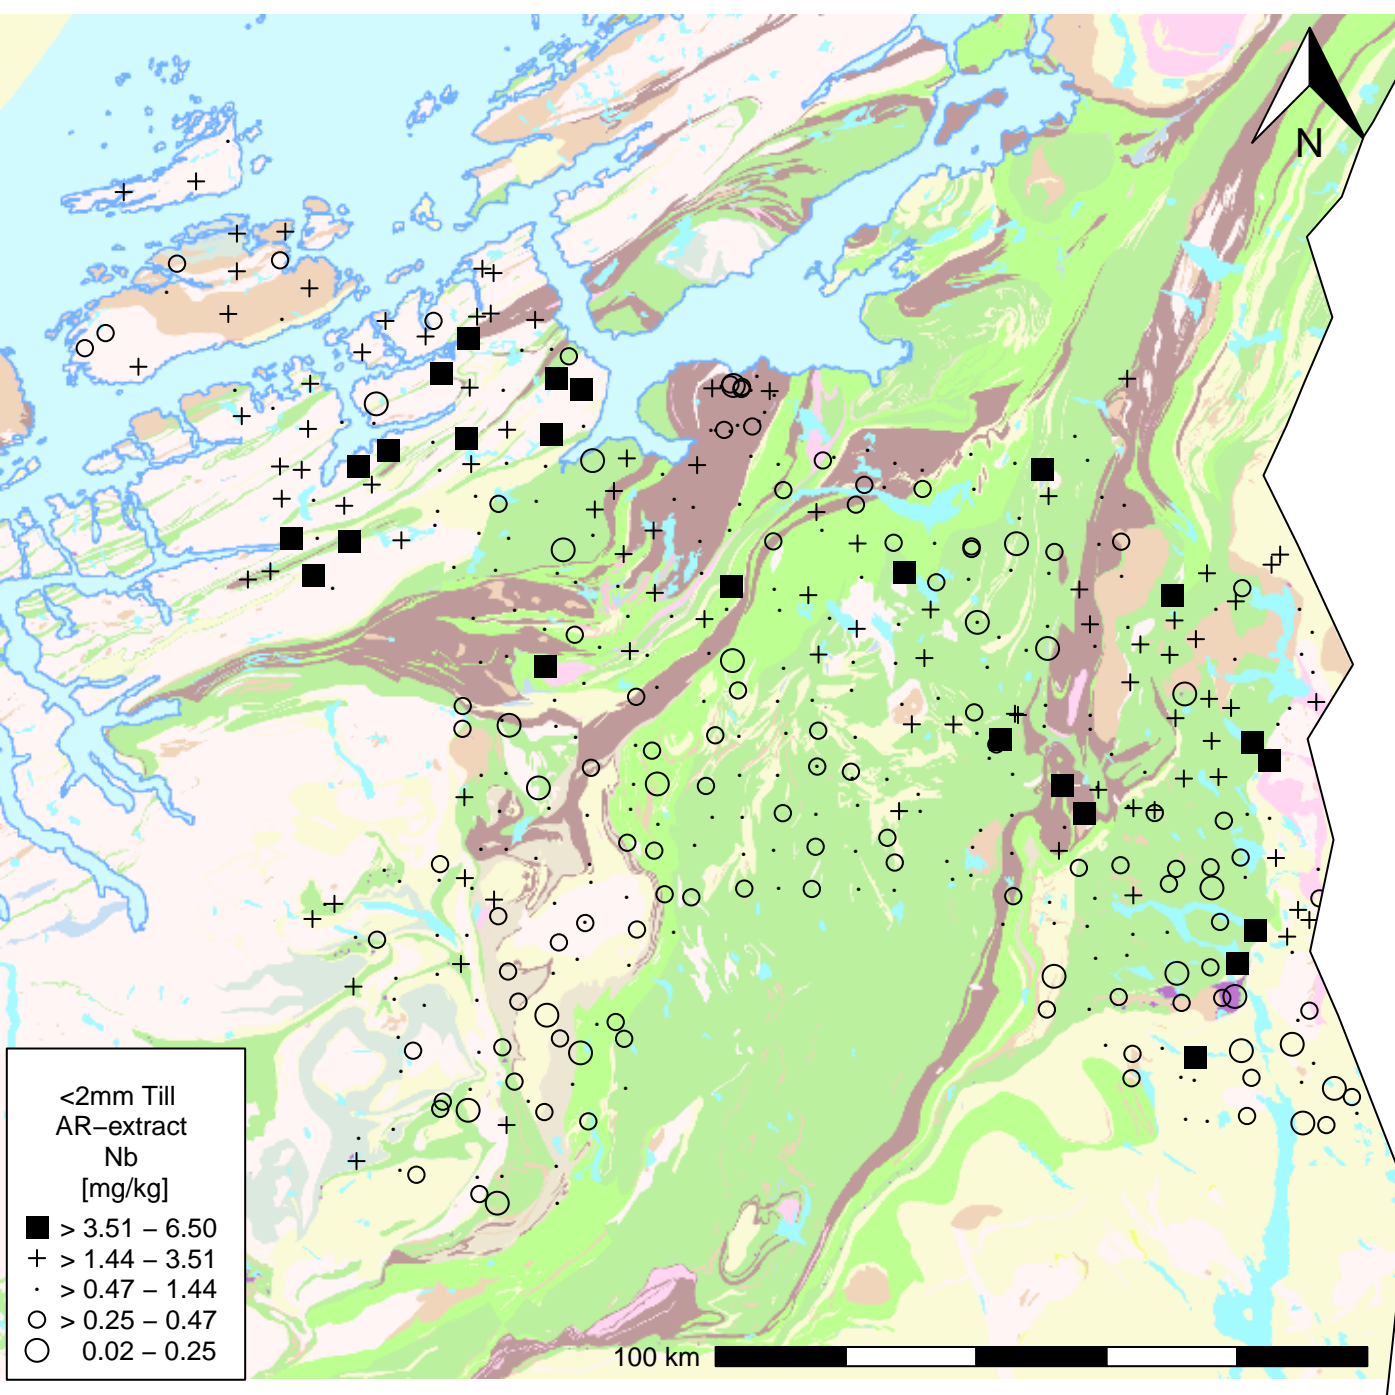 N
<2mm Till
AR−extract
Nb
[mg/kg]
> 3.51 − 6.50
> 1.44 − 3.51
> 0.47 − 1.44
> 0.25 − 0.47
0.02 − 0.25
100 km